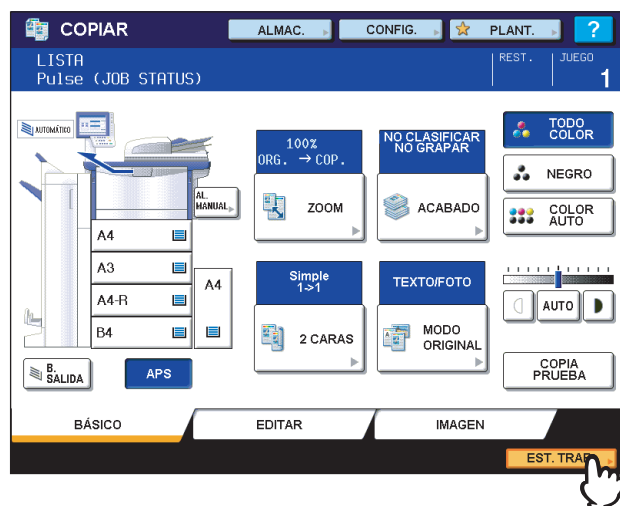 COPIAR
ALMAC.
CONFIG.
PLANT.
?
LISTA
REST.
JUEGO
Pulse (JOB STATUS)
1
AUTOMÁTICO
AL.
MANUAL
A4
A3
A4-R
B4
A4
B.
SALIDA
APS
100%
ORG. → COP.
ZOOM
NO CLASIFICAR
NO GRAPAR
ACABADO
Simple
1->1
2 CARAS
TEXTO/FOTO
MODO
ORIGINAL
TODO
COLOR
NEGRO
COLOR
AUTO
AUTO
COPIA
PRUEBA
BÁSICO
EDITAR
IMAGEN
EST. TRAB